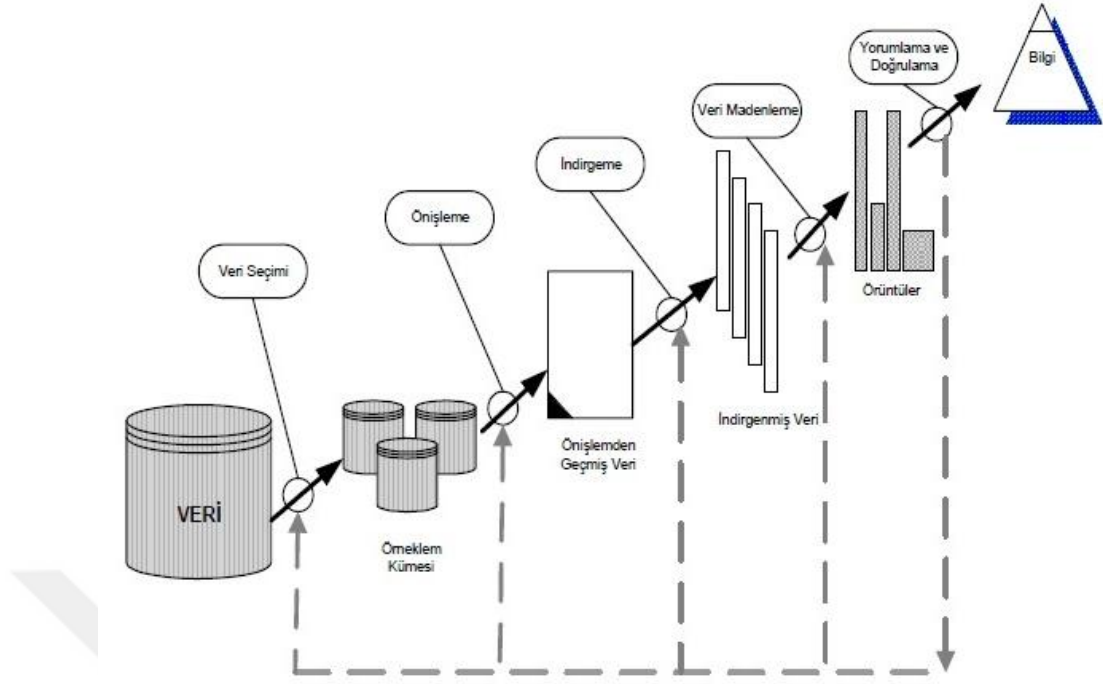 Yorumlama ve
Doğrulama
Bilgi
Veri Madenleme
İndirgeme
Önişleme
Veri Seçimi
Örüntüler
İndirgenmiş Veri
Önişlemden
Geçmiş Veri
VERİ
Örneklem
Kümesi